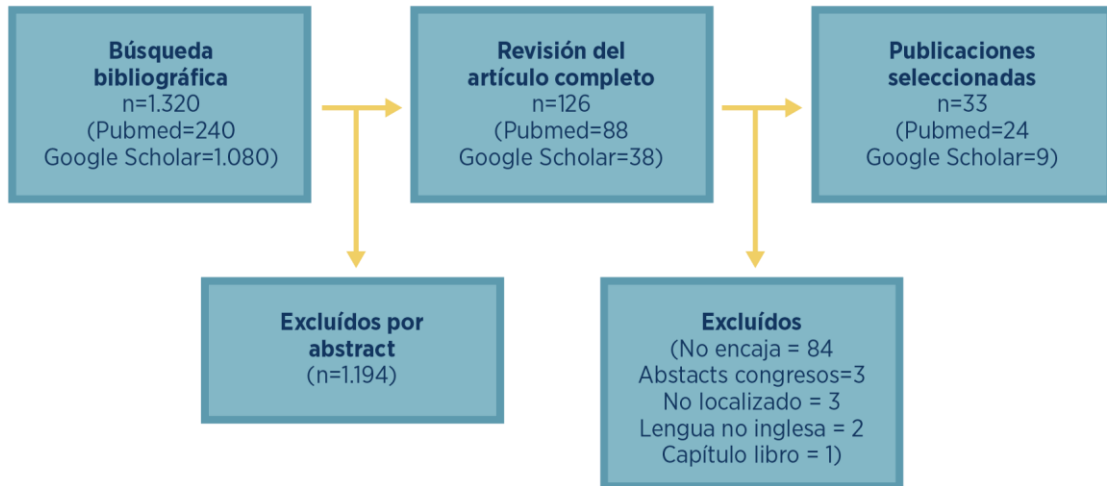 Búsqueda
bibliográfica
n=1.320
(Pubmed=240
Google Scholar=1.080)
Revisión del
artículo completo
n=126
(Pubmed=88
Google Scholar=38)
Publicaciones
seleccionadas
n=33
(Pubmed=24
Google Scholar=9)
Excluídos por
abstract
(n=1.194)
Excluídos
(No encaja = 84
Abstacts congresos=3
No localizado = 3
Lengua no inglesa = 2
Capítulo libro = 1)